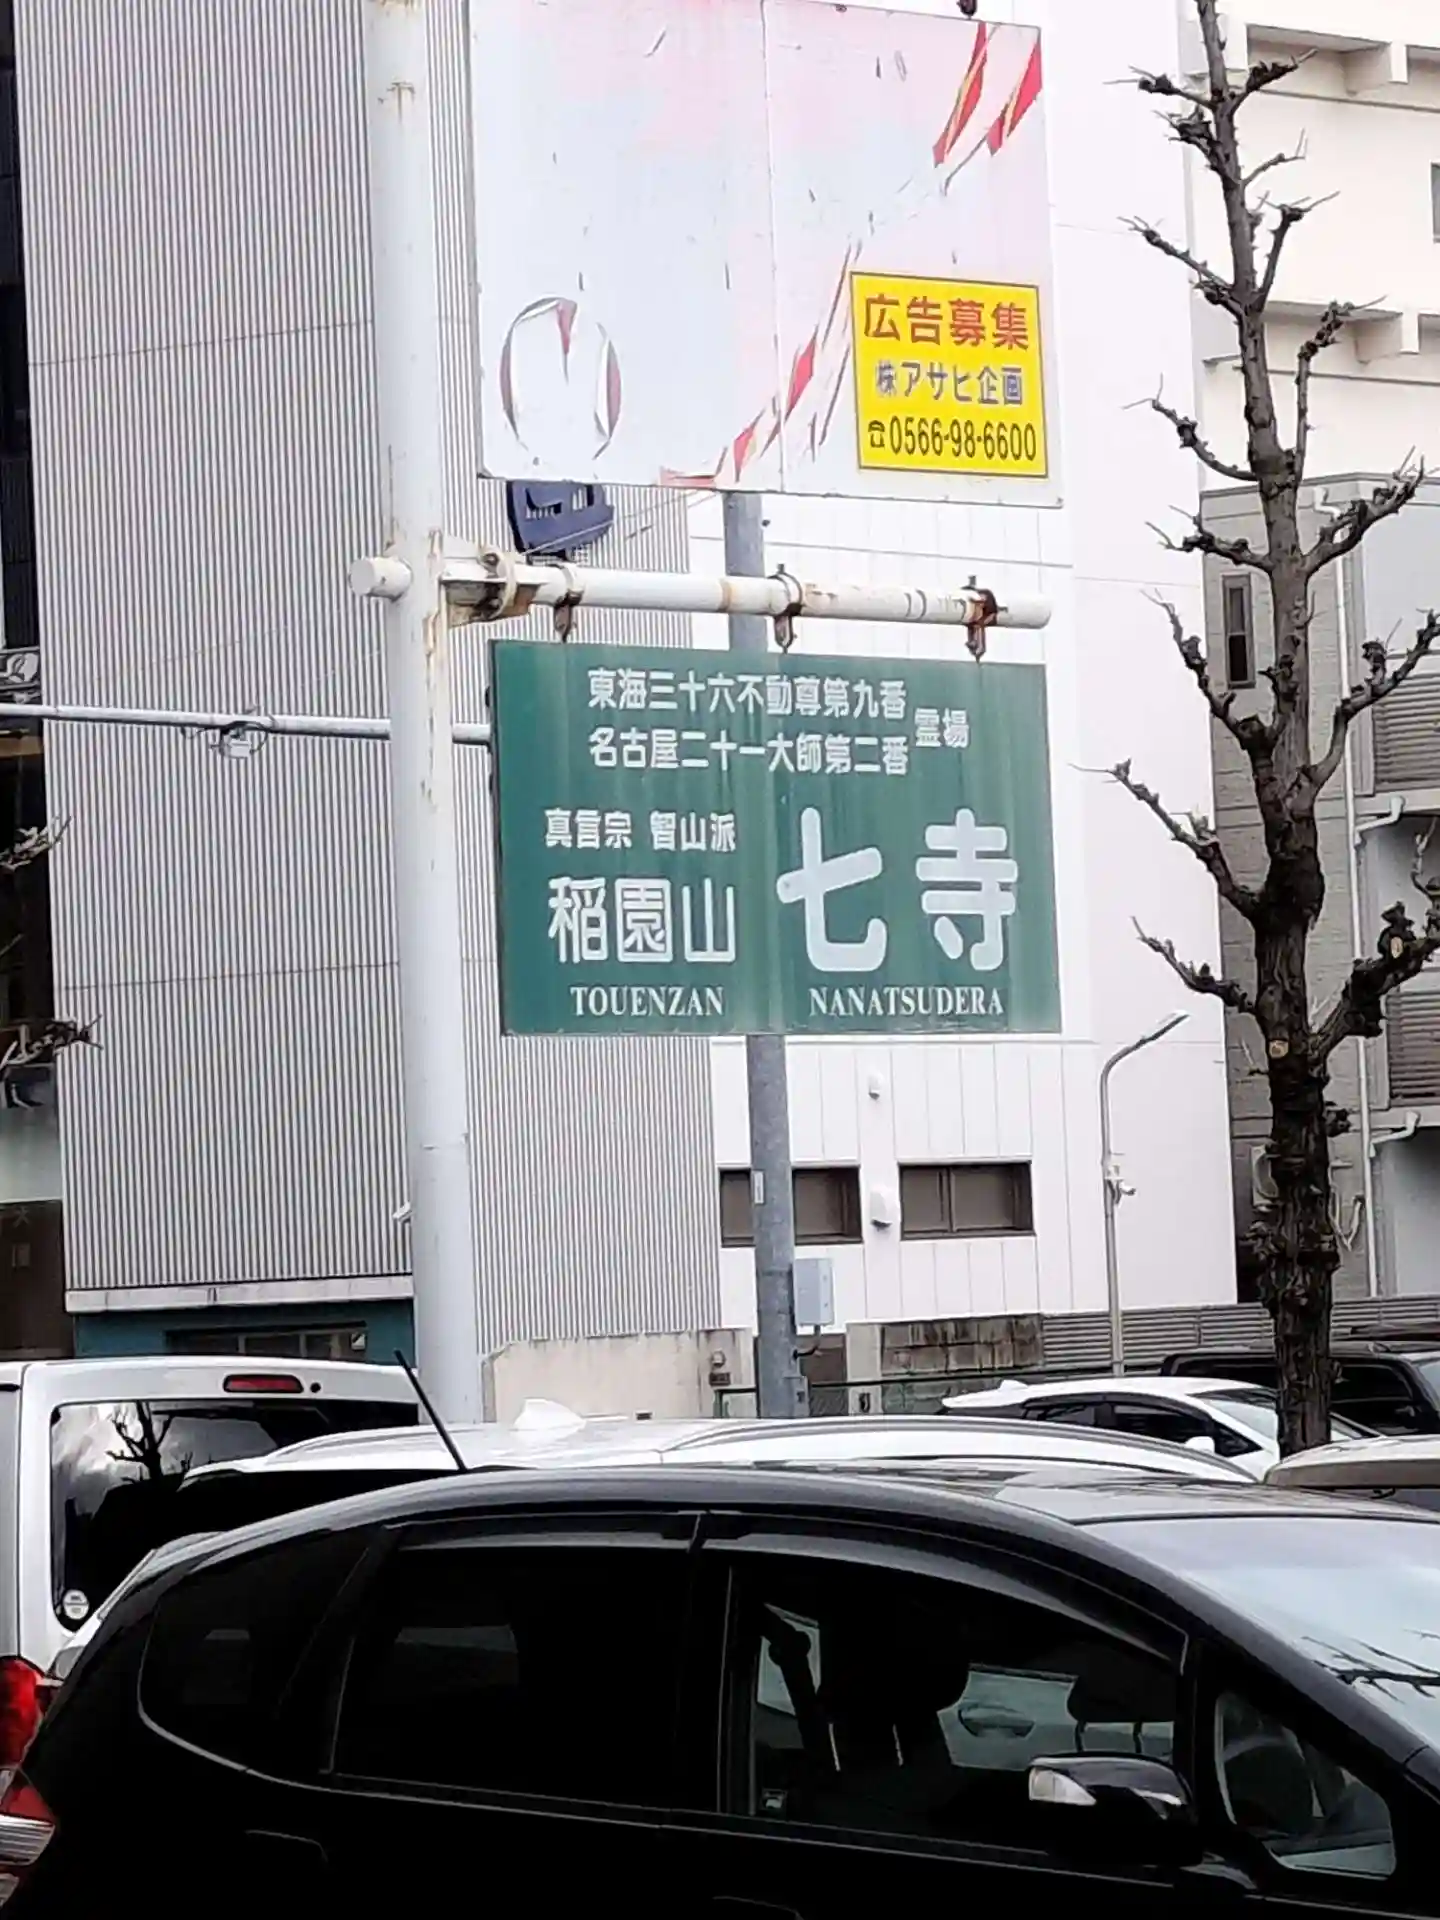 広告募集
㈱アサヒ企画
☎0566-98-6600
東海三十六不動尊第九番
名古屋二十一大師第二番
霊場
真言宗 智山派
稲園山 七寺
TOUENZAN NANATSUDERA